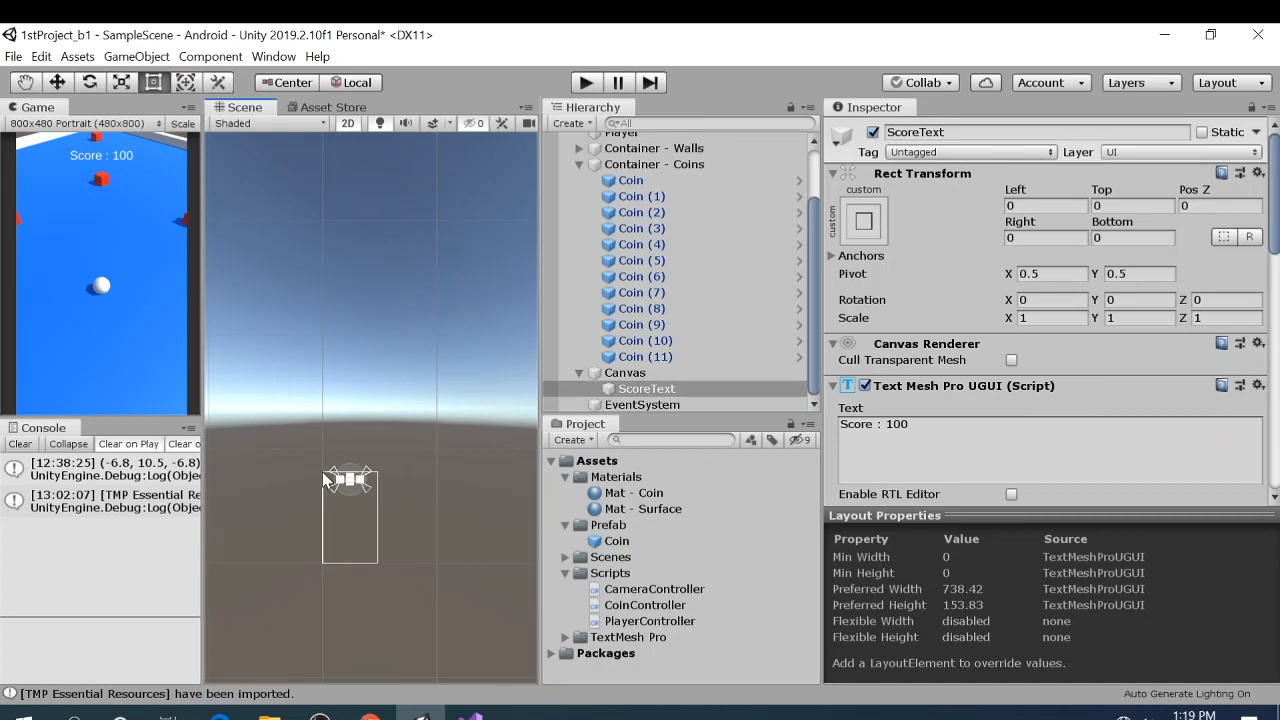 1stProject_b1 - SampleScene - Android - Unity 2019.2.10f1 Personal* <DX11>
File Edit Assets GameObject Component Window Help
Center Local Collab Account Layers Layout
Game
800x480 Portrait (480x800) Scale
Score : 100
Scene Asset Store
Shaded 2D 0
Console
Clear Collapse Clear on Play Clear o
[12:38:25] (-6.8, 10.5, -6.8)
UnityEngine.Debug:Log(Obje
[13:02:07] [TMP Essential Re
UnityEngine.Debug:Log(Obje
Hierarchy
Create All
Player
Container - Walls
Container - Coins
Coin
Coin (1)
Coin (2)
Coin (3)
Coin (4)
Coin (5)
Coin (6)
Coin (7)
Coin (8)
Coin (9)
Coin (10)
Coin (11)
Canvas
ScoreText
EventSystem
Project
Create 9
Assets
Materials
Mat - Coin
Mat - Surface
Prefab
Coin
Scenes
Scripts
CameraController
CoinController
PlayerController
TextMesh Pro
Packages
Inspector
ScoreText Static
Tag Untagged Layer UI
Rect Transform
custom
custom
Left Top Pos Z
0 0 0
Right Bottom
0 0 R
Anchors
Pivot X 0.5 Y 0.5
Rotation X 0 Y 0 Z 0
Scale X 1 Y 1 Z 1
Canvas Renderer
Cull Transparent Mesh
T Text Mesh Pro UGUI (Script)
Text
Score : 100
Enable RTL Editor
Layout Properties
Property Value Source
Min Width 0 TextMeshProUGUI
Min Height 0 TextMeshProUGUI
Preferred Width 738.42 TextMeshProUGUI
Preferred Height 153.83 TextMeshProUGUI
Flexible Width disabled none
Flexible Height disabled none
Add a LayoutElement to override values.
[TMP Essential Resources] have been imported.
Auto Generate Lighting On
1:19 PM